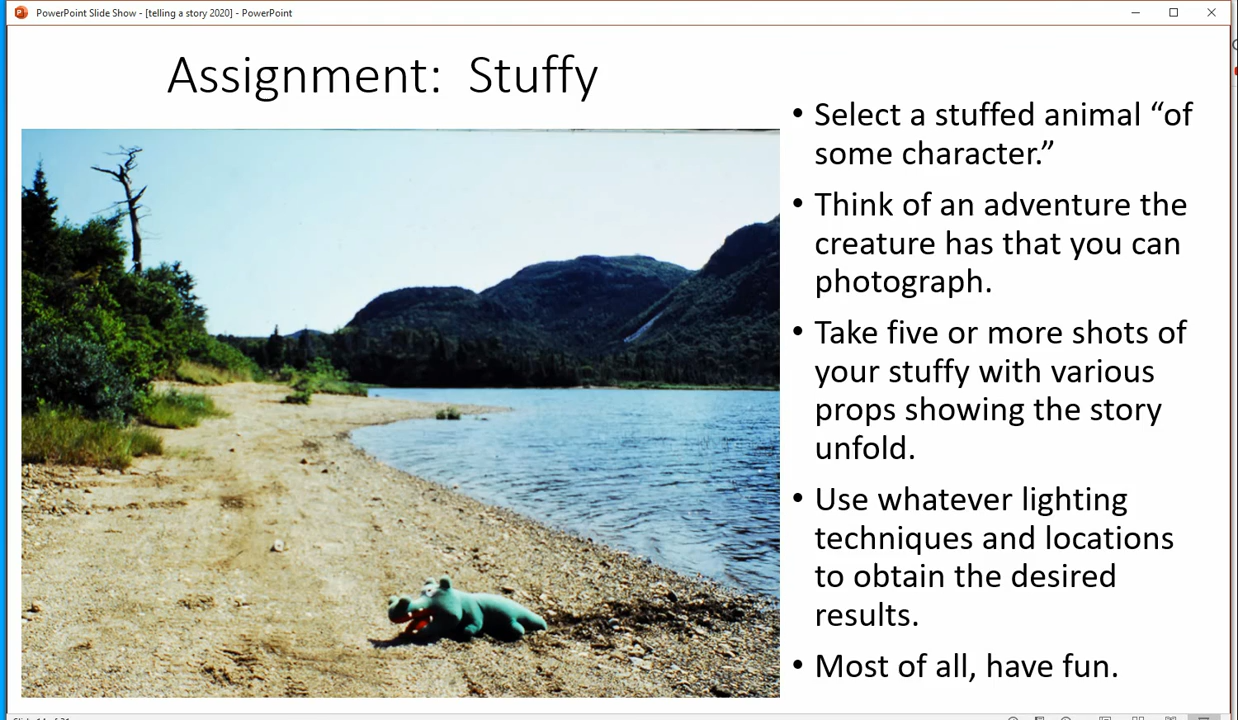 PowerPoint Slide Show - [telling a story 2020] - PowerPoint
Assignment: Stuffy
• Select a stuffed animal “of
some character.”
• Think of an adventure the
creature has that you can
photograph.
• Take five or more shots of
your stuffy with various
props showing the story
unfold.
• Use whatever lighting
techniques and locations
to obtain the desired
results.
• Most of all, have fun.